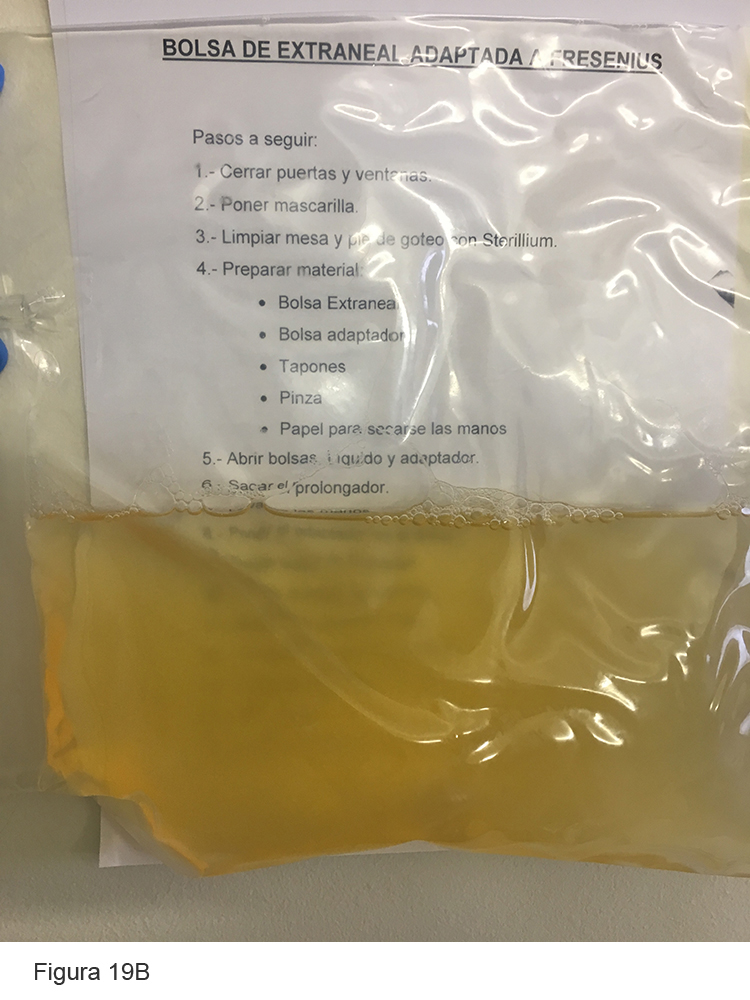 BOLSA DE EXTRANEAL ADAPTADA A FRESENIUS
Pasos a seguir:
1.- Cerrar puertas y ventanas.
2.- Poner mascarilla.
3.- Limpiar mesa y pie de goteo con Sterillium.
4.- Preparar material:
• Bolsa Extraneal
• Bolsa adaptador
• Tapones
• Pinza
• Papel para secarse las manos
5.- Abrir bolsas. Líquido y adaptador.
6.- Sacar el prolongador.
Figura 19B